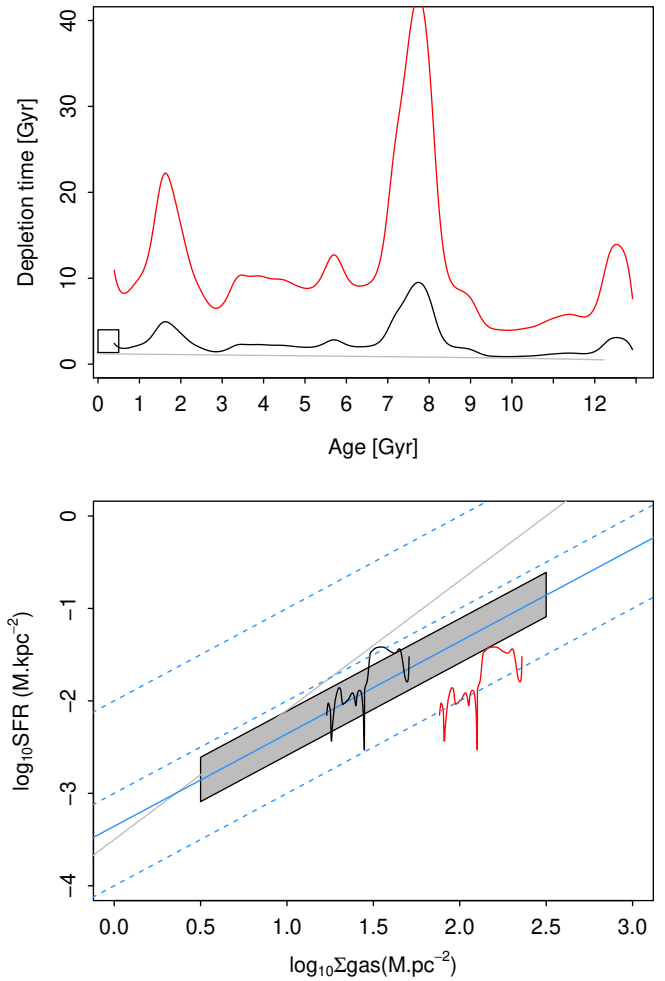 40
30
20
10
0
Depletion time [Gyr]
0 1 2 3 4 5 6 7 8 9 10 12
Age [Gyr]
0
−1
−2
−3
−4
log₁₀SFR (M.kpc⁻²)
0.0 0.5 1.0 1.5 2.0 2.5 3.0
log₁₀Σgas(M.pc⁻²)